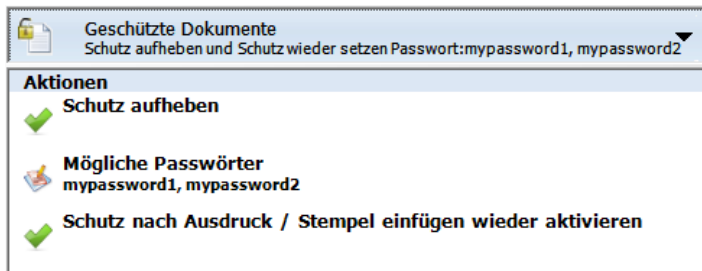 Geschützte Dokumente
Schutz aufheben und Schutz wieder setzen Passwort:mypassword1, mypassword2
Aktionen
Schutz aufheben
Mögliche Passwörter
mypassword1, mypassword2
Schutz nach Ausdruck / Stempel einfügen wieder aktivieren